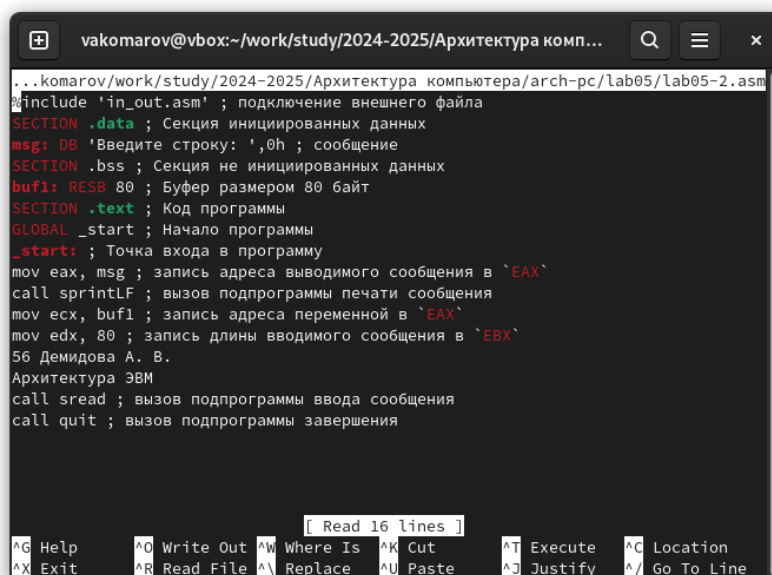 vakomarov@vbox:~/work/study/2024-2025/Архитектура комп...
...komarov/work/study/2024-2025/Архитектура компьютера/arch-pc/lab05/lab05-2.asm
%include 'in_out.asm' ; подключение внешнего файла
SECTION .data ; Секция инициированных данных
msg: DB 'Введите строку: ',0h ; сообщение
SECTION .bss ; Секция не инициированных данных
buf1: RESB 80 ; Буфер размером 80 байт
SECTION .text ; Код программы
GLOBAL _start ; Начало программы
_start: ; Точка входа в программу
mov eax, msg ; запись адреса выводимого сообщения в `EAX`
call sprintLF ; вызов подпрограммы печати сообщения
mov ecx, buf1 ; запись адреса переменной в `EAX`
mov edx, 80 ; запись длины вводимого сообщения в `EBX`
56 Демидова А. В.
Архитектура ЭВМ
call sread ; вызов подпрограммы ввода сообщения
call quit ; вызов подпрограммы завершения
[ Read 16 lines ]
^G Help ^O Write Out ^W Where Is ^K Cut ^T Execute ^C Location
^X Exit ^R Read File ^\ Replace ^U Paste ^J Justify ^/ Go To Line